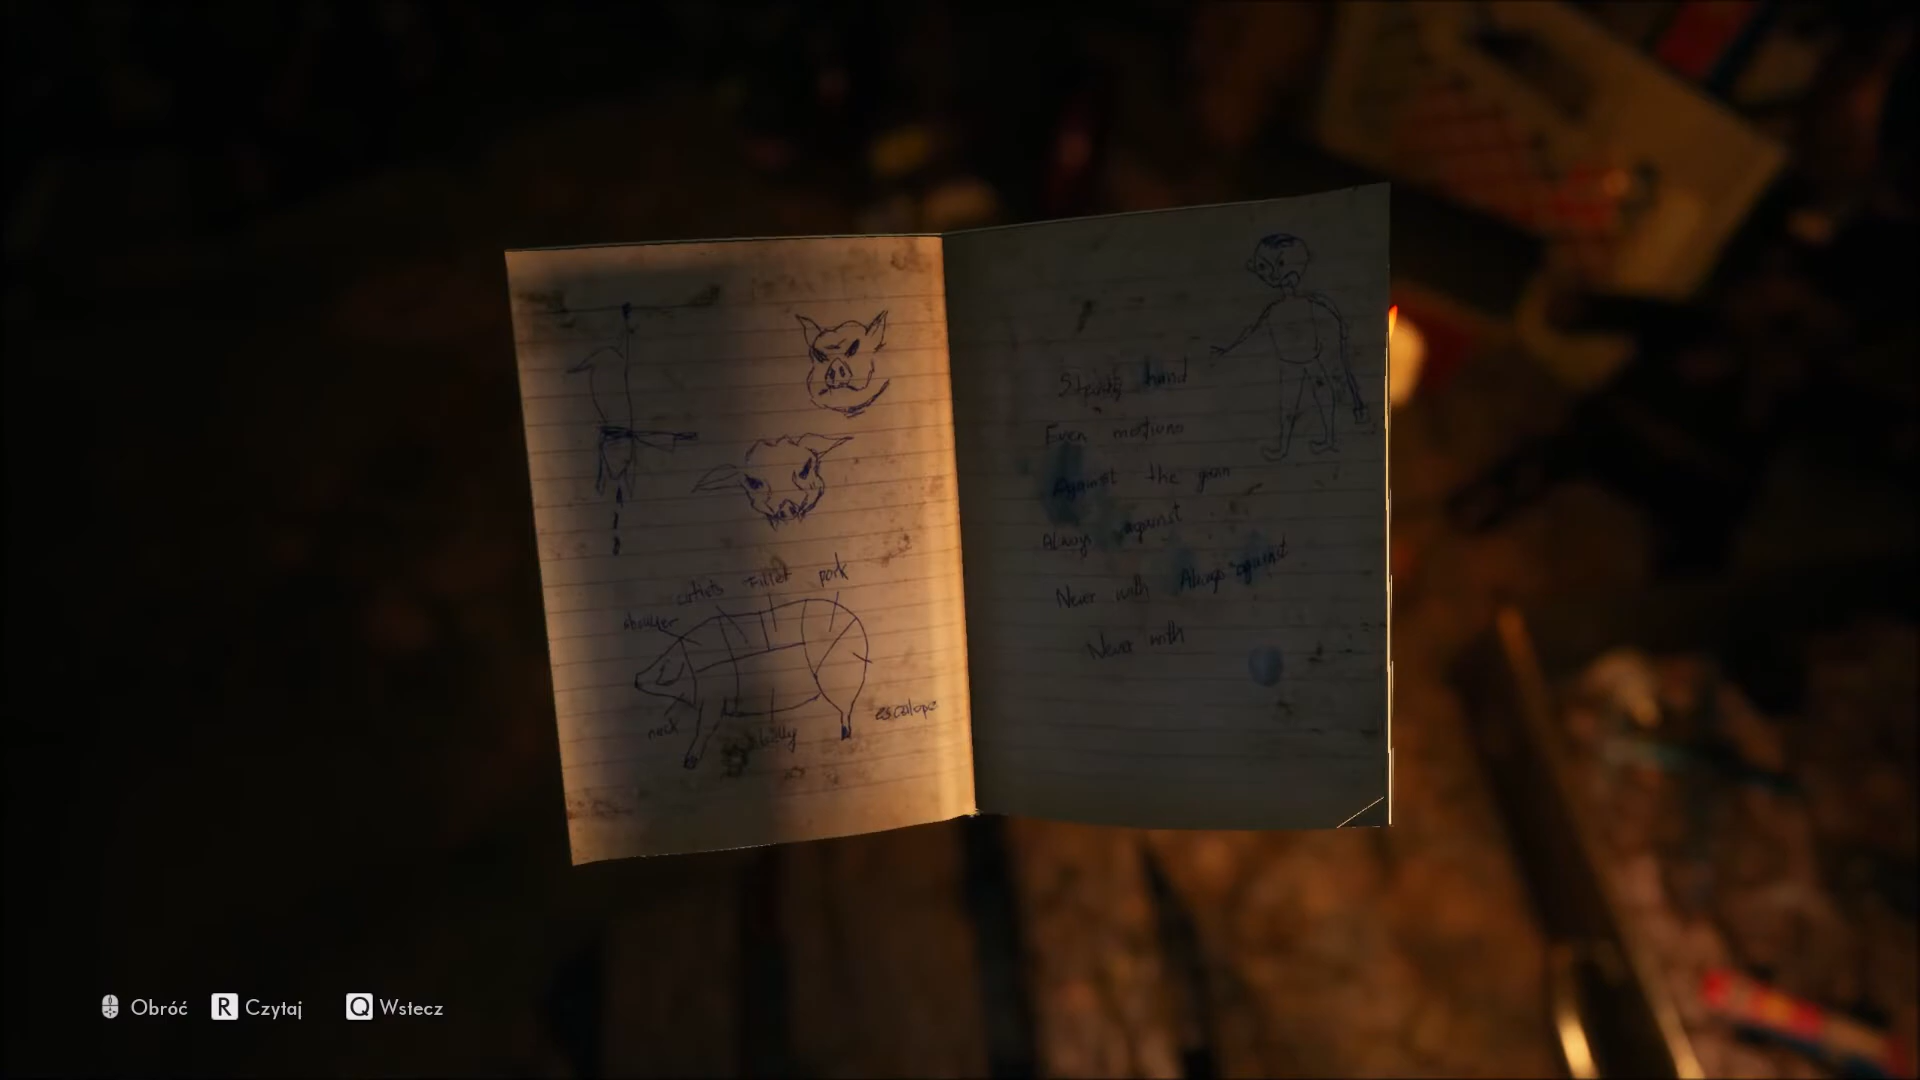 cutlets Fillet pork
shoulder
neck
belly
escalope
Steady hand
Even motions
Against the grain
Always against
Never with Always against
Never with
Obróć R Czytaj Q Wstecz